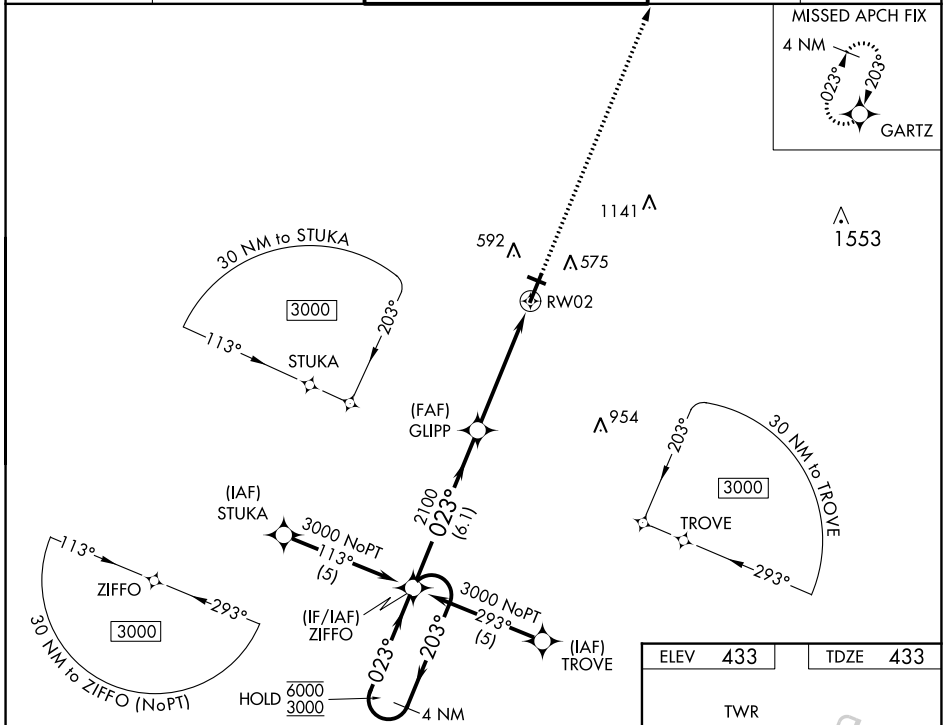 MISSED APCH FIX
4 NM
023°
203°
GARTZ
1141
1553
592
575
30 NM to STUKA
3000
203°
113°
STUKA
RW02
(FAF)
GLIPP
954
203°
30 NM to TROVE
3000
TROVE
293°
(IAF)
STUKA
2100
023°
(6.1)
3000 NoPT
113°
(5)
113°
ZIFFO
293°
3000
30 NM to ZIFFO (NoPT)
(IF/IAF)
ZIFFO
3000 NoPT
293°
(5)
(IAF)
TROVE
023°
203°
HOLD 6000
3000
4 NM
ELEV 433
TDZE 433
TWR